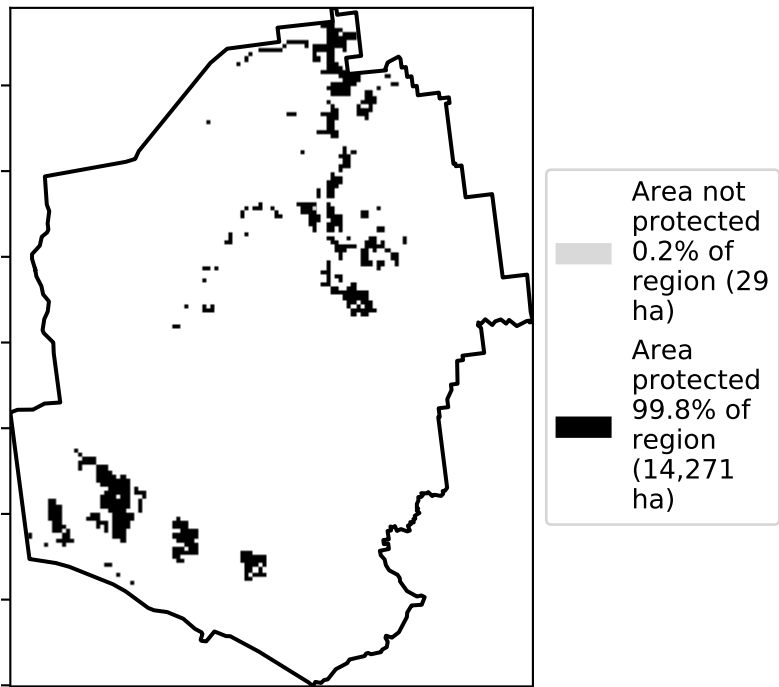 Area not
protected
0.2% of
region (29
ha)
Area
protected
99.8% of
region
(14,271
ha)